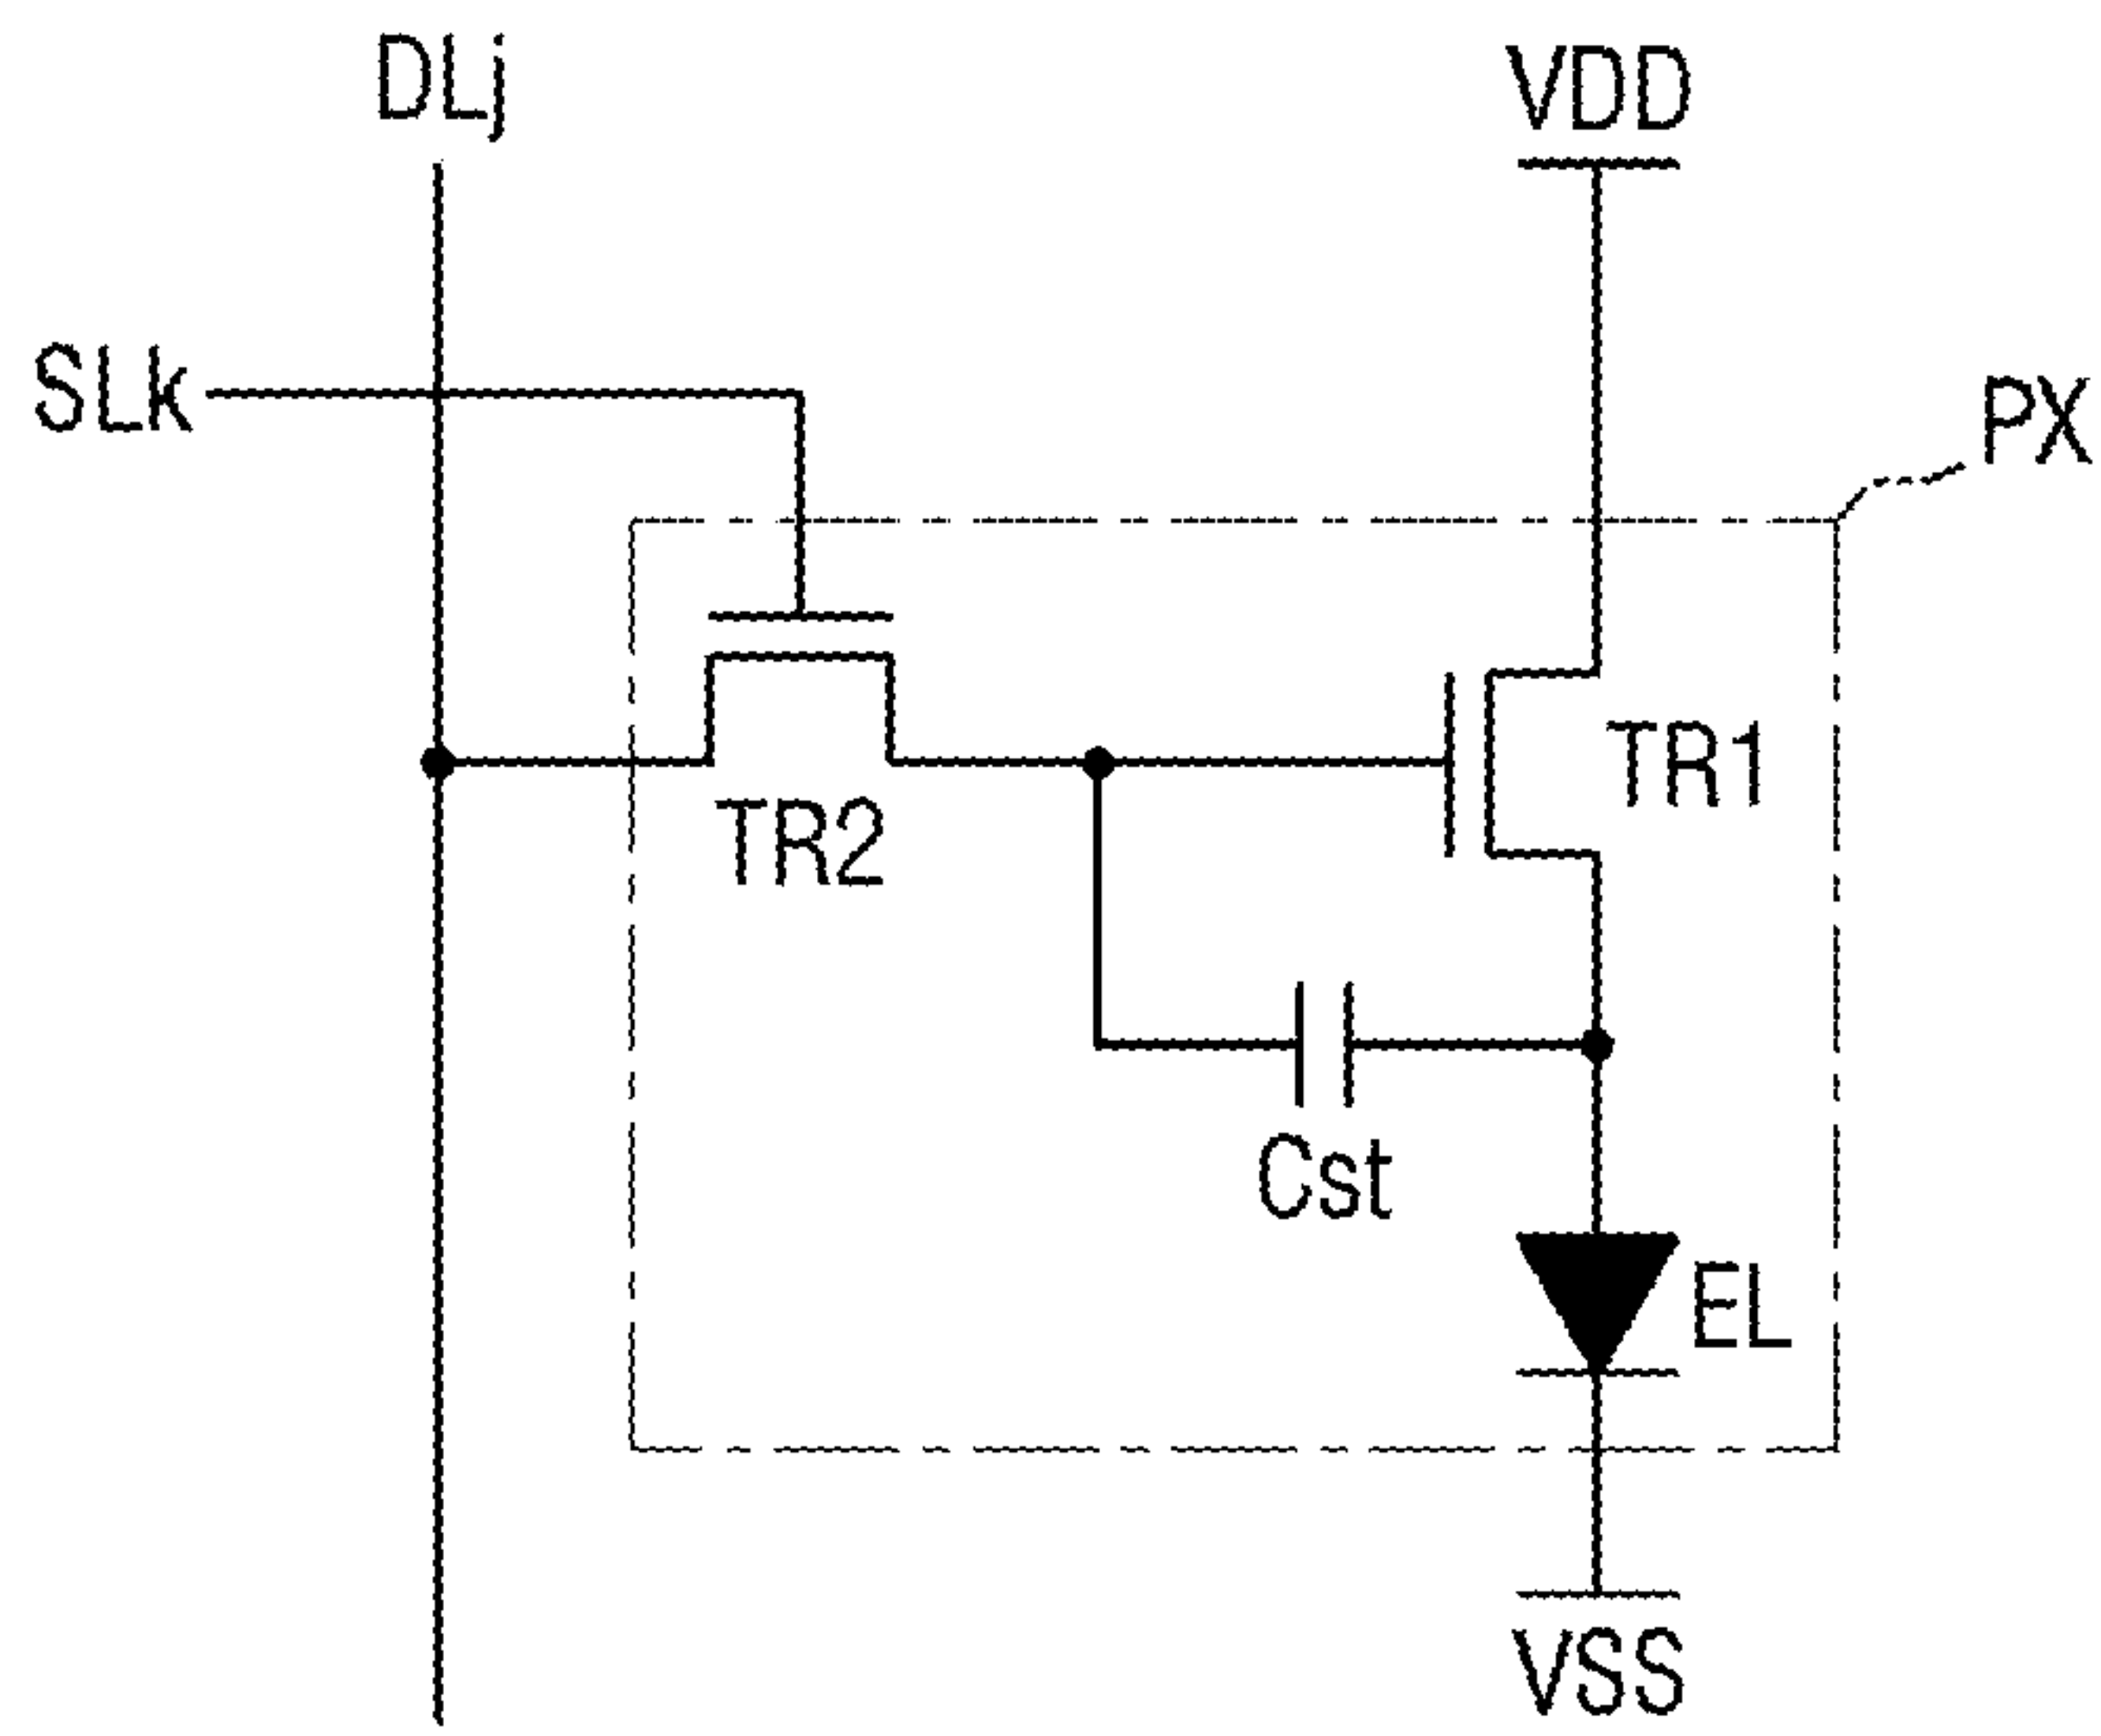 DLj
VDD
SLk
PX
TR1
TR2
Cst
EL
VSS